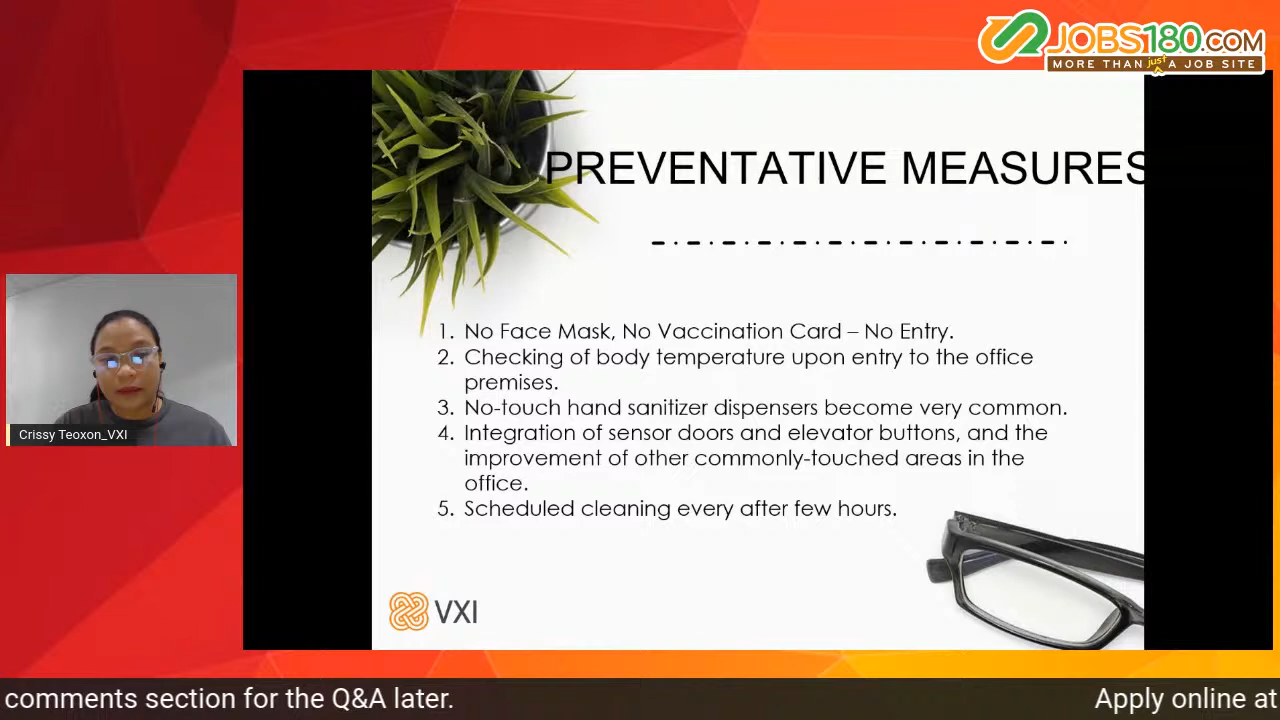 JOBS180.COM
MORE THAN just A JOB SITE
PREVENTATIVE MEASURES
1. No Face Mask, No Vaccination Card – No Entry.
2. Checking of body temperature upon entry to the office
premises.
3. No-touch hand sanitizer dispensers become very common.
4. Integration of sensor doors and elevator buttons, and the
improvement of other commonly-touched areas in the
office.
5. Scheduled cleaning every after few hours.
Crissy Teoxon_VXI
VXI
comments section for the Q&A later.
Apply online at